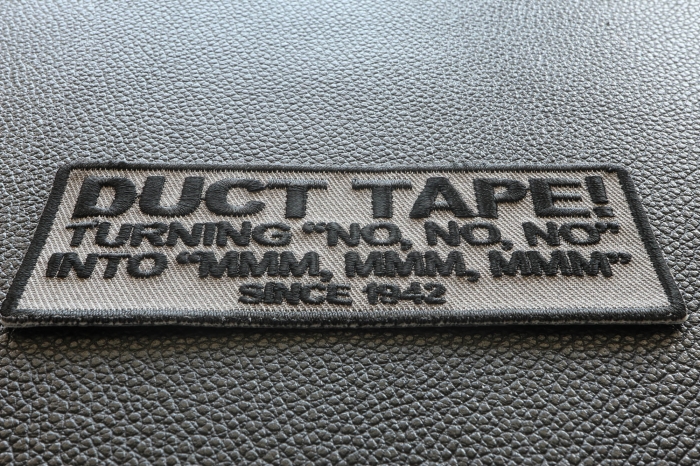 DUCT TAPE!
TURNING "NO, NO, NO"
INTO "MMM, MMM, MMM"
SINCE 1942